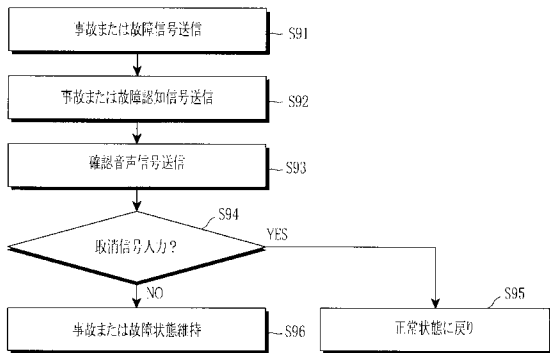 事故または故障信号送信
S91
事故または故障認知信号送信
S92
確認音声信号送信
S93
S94
取消信号入力？
YES
NO
S95
事故または故障状態維持
S96
正常状態に戻り